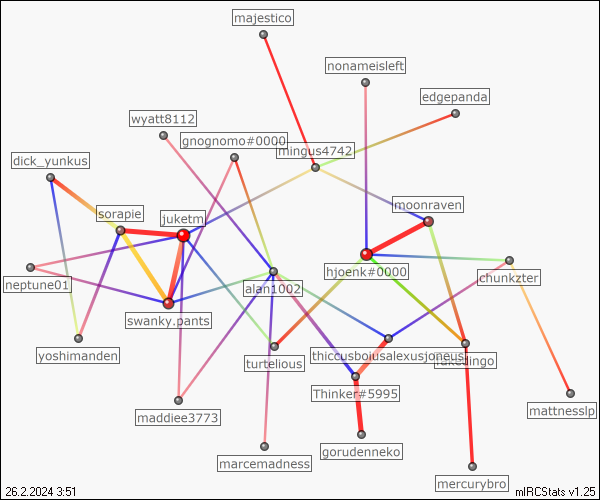 majestico
nonameisleft
edgepanda
wyatt8112
gnognomo#0000
mingus4742
dick_yunkus
sorapie
juketm
moonraven
neptune01
hjoenk#0000
chunkzter
alan1002
swanky.pants
yoshimanden
turtelious
thiccusboiusalexusjoneus
Thinker#5995
maddiee3773
mattnesslp
gorudenneko
marcemadness
mercurybro
26.2.2024 3:51
mIRCStats v1.25